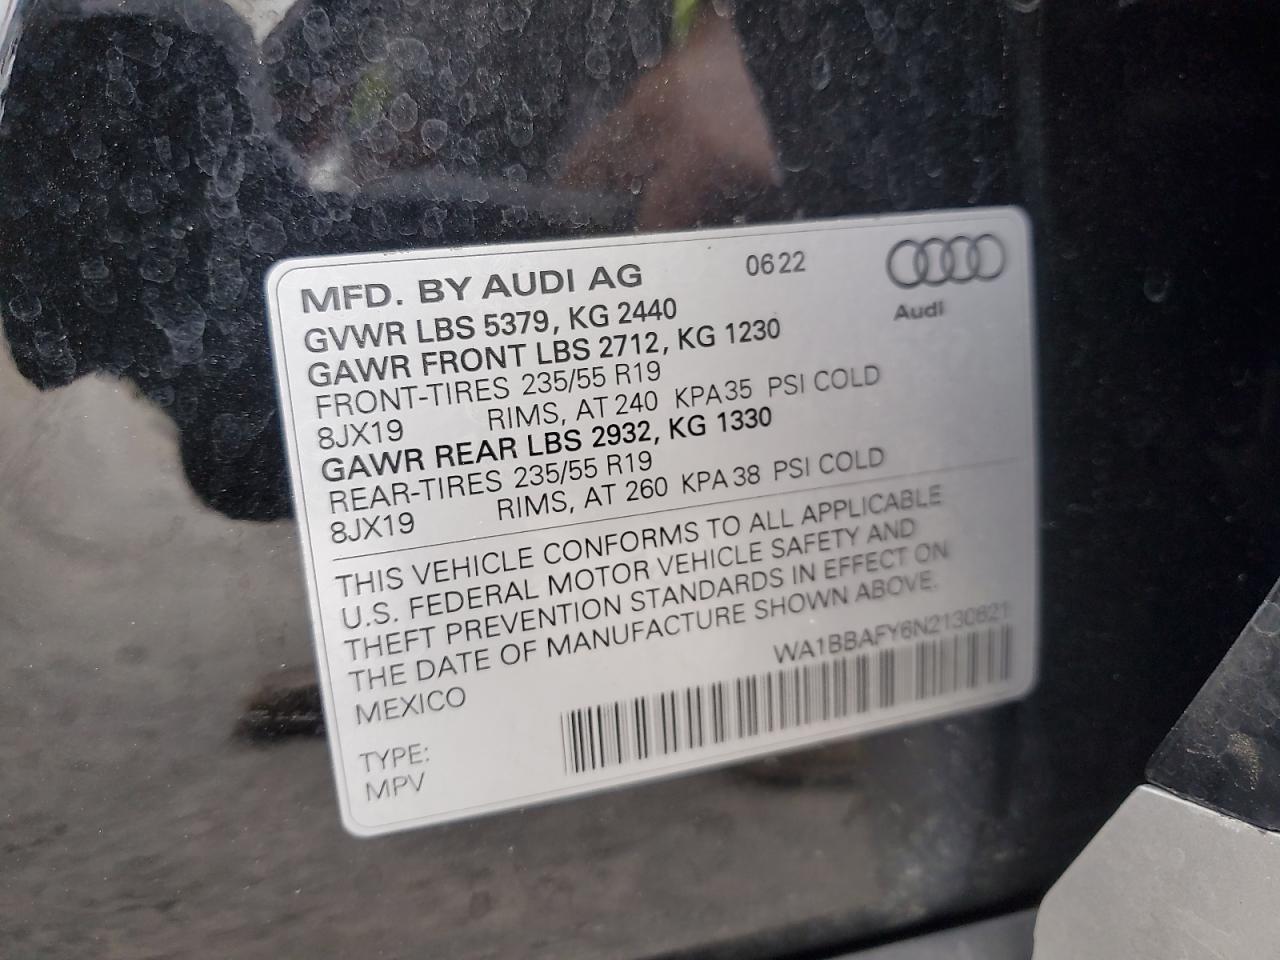 MFD. BY AUDI AG 0622
Audi
GVWR LBS 5379, KG 2440
GAWR FRONT LBS 2712, KG 1230
FRONT-TIRES 235/55 R19
8JX19 RIMS, AT 240 KPA35 PSI COLD
GAWR REAR LBS 2932, KG 1330
REAR-TIRES 235/55 R19
8JX19 RIMS, AT 260 KPA38 PSI COLD
THIS VEHICLE CONFORMS TO ALL APPLICABLE
U.S. FEDERAL MOTOR VEHICLE SAFETY AND
THEFT PREVENTION STANDARDS IN EFFECT ON
THE DATE OF MANUFACTURE SHOWN ABOVE.
MEXICO WA1BBAFY6N2130621
TYPE:
MPV